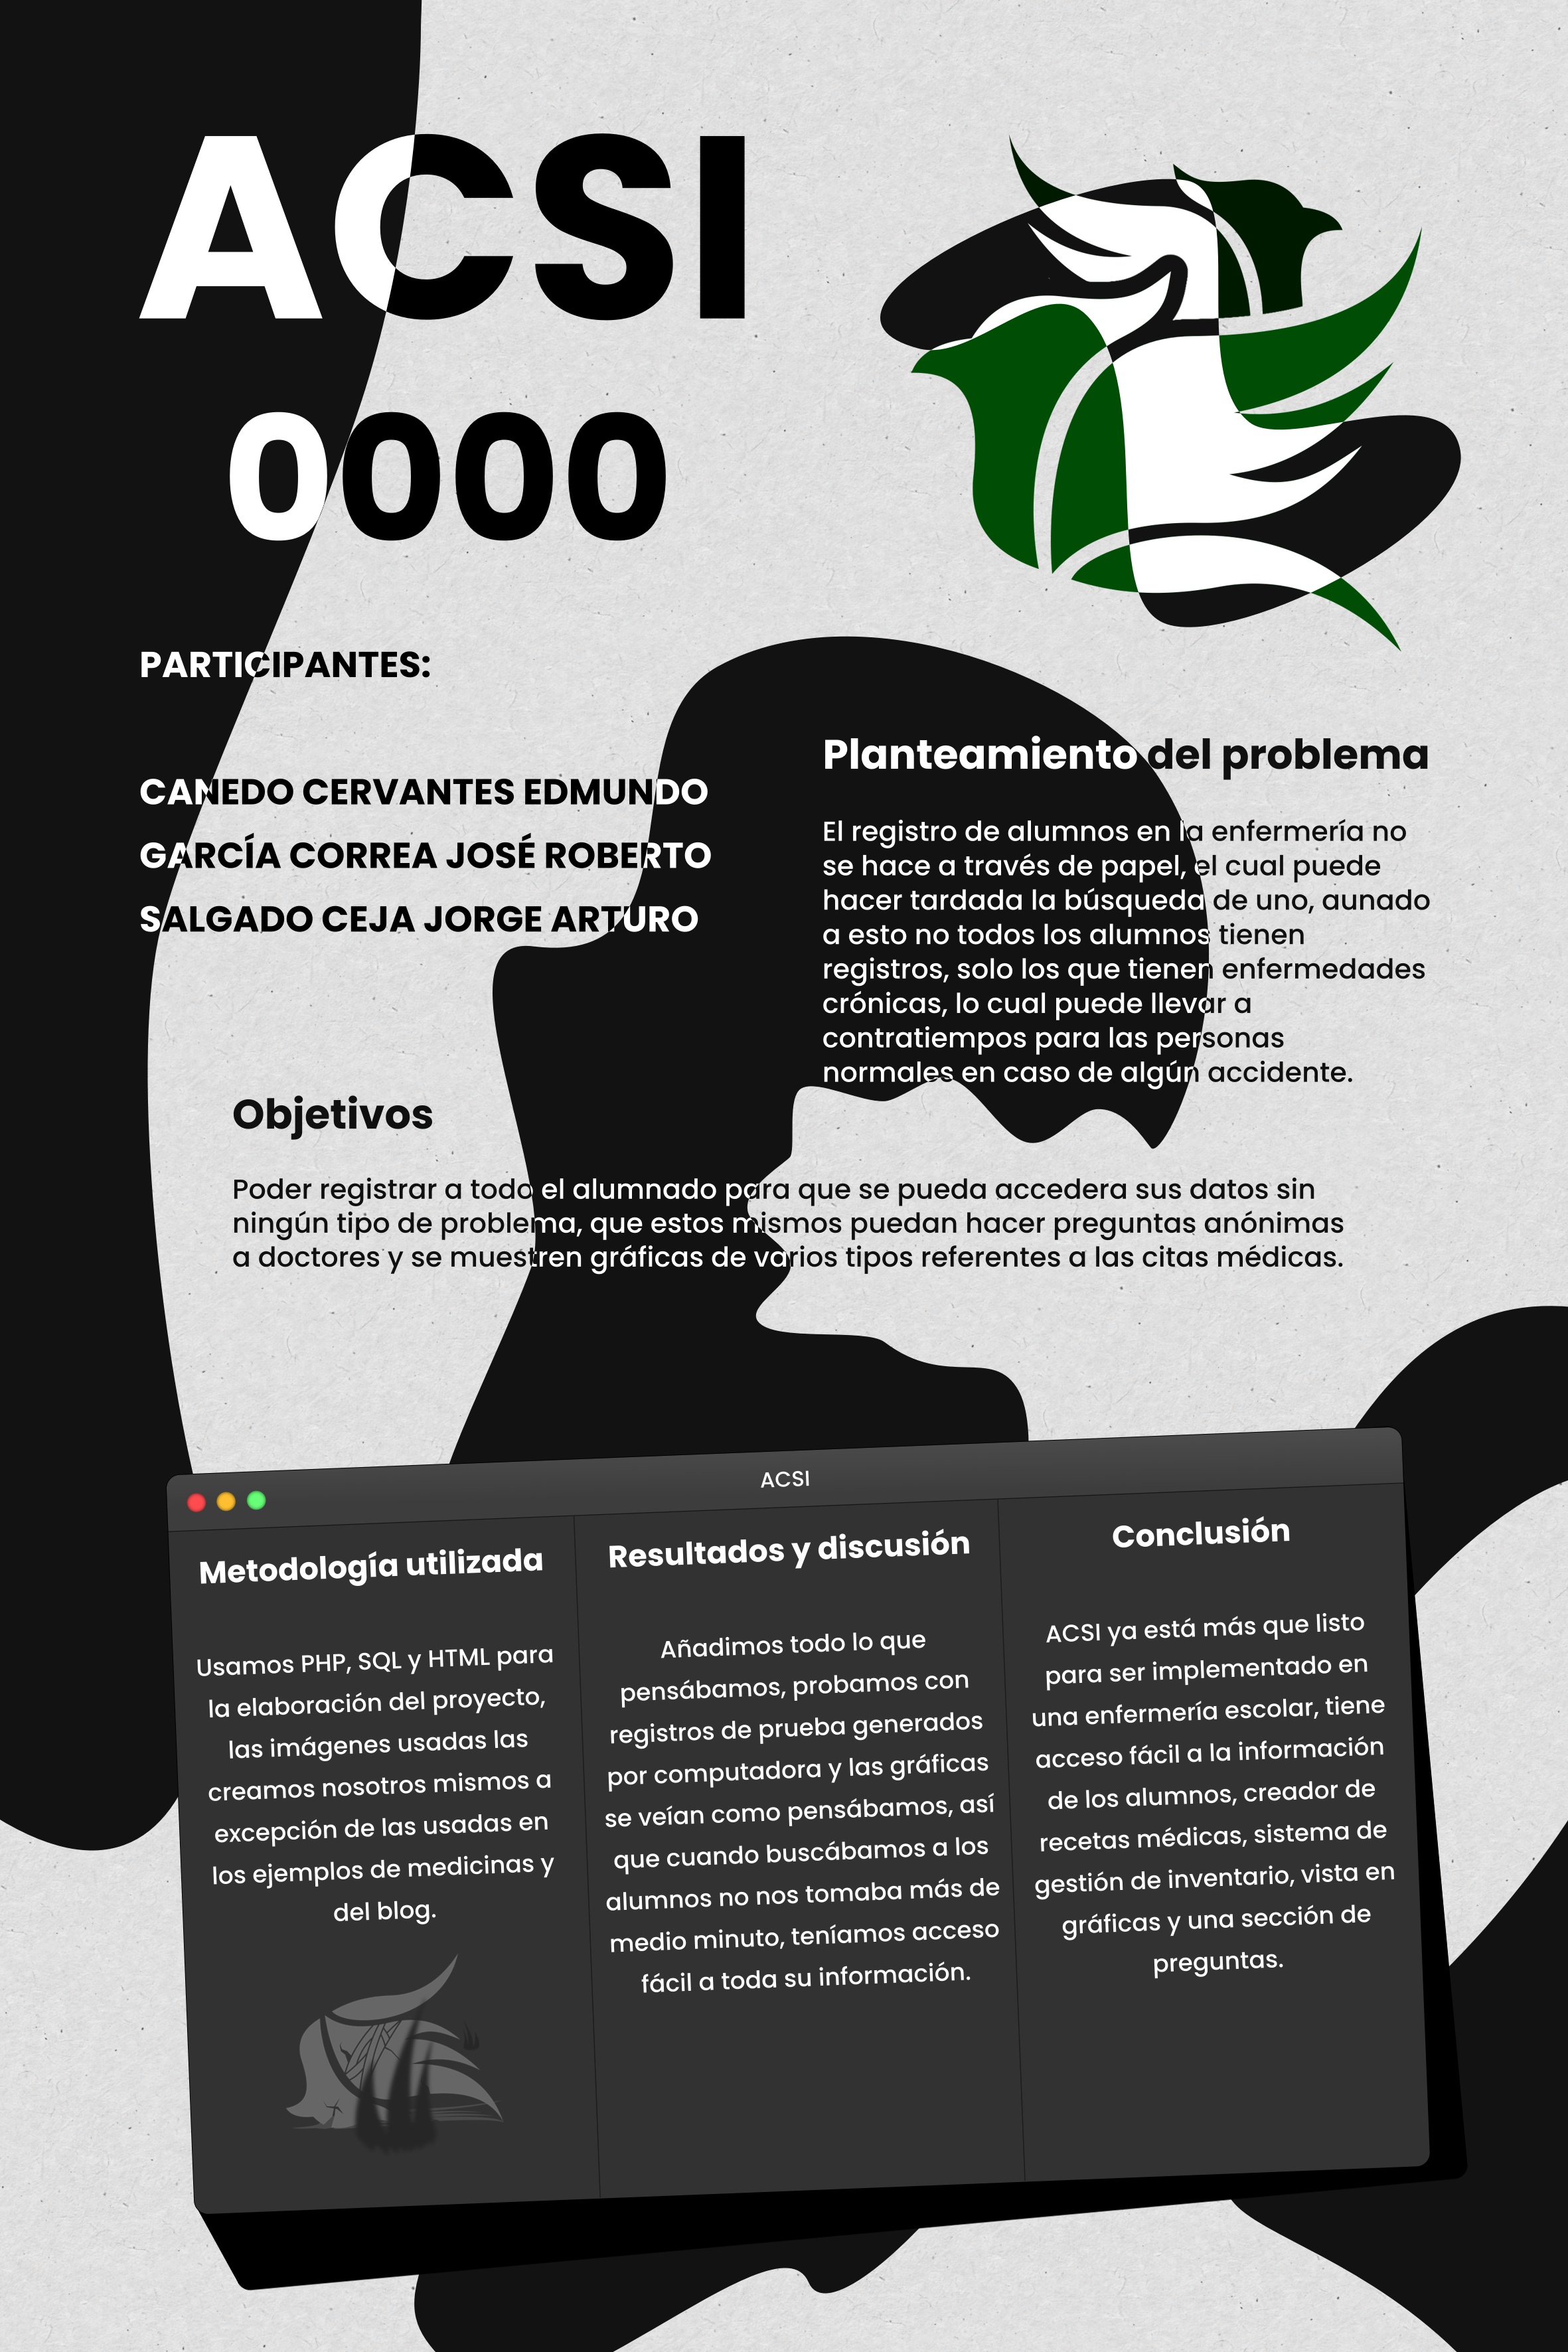 ACSI
0000
PARTICIPANTES:
CANEDO CERVANTES EDMUNDO
GARCÍA CORREA JOSÉ ROBERTO
SALGADO CEJA JORGE ARTURO
Planteamiento del problema
El registro de alumnos en la enfermería no
se hace a través de papel, el cual puede
hacer tardada la búsqueda de uno, aunado
a esto no todos los alumnos tienen
registros, solo los que tienen enfermedades
crónicas, lo cual puede llevar a
contratiempos para las personas
normales en caso de algún accidente.
Objetivos
Poder registrar a todo el alumnado para que se pueda accedera sus datos sin
ningún tipo de problema, que estos mismos puedan hacer preguntas anónimas
a doctores y se muestren gráficas de varios tipos referentes a las citas médicas.
ACSI
Metodología utilizada
Usamos PHP, SQL y HTML para
la elaboración del proyecto,
las imágenes usadas las
creamos nosotros mismos a
excepción de las usadas en
los ejemplos de medicinas y
del blog.
Resultados y discusión
Añadimos todo lo que
pensábamos, probamos con
registros de prueba generados
por computadora y las gráficas
se veían como pensábamos, así
que cuando buscábamos a los
alumnos no nos tomaba más de
medio minuto, teníamos acceso
fácil a toda su información.
Conclusión
ACSI ya está más que listo
para ser implementado en
una enfermería escolar, tiene
acceso fácil a la información
de los alumnos, creador de
recetas médicas, sistema de
gestión de inventario, vista en
gráficas y una sección de
preguntas.